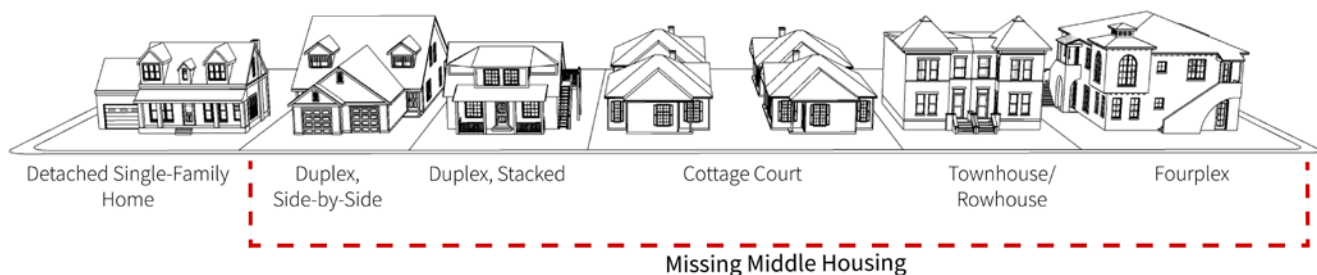 Detached Single-Family
Home
Duplex,
Side-by-Side
Duplex, Stacked
Cottage Court
Townhouse/
Rowhouse
Fourplex
Missing Middle Housing